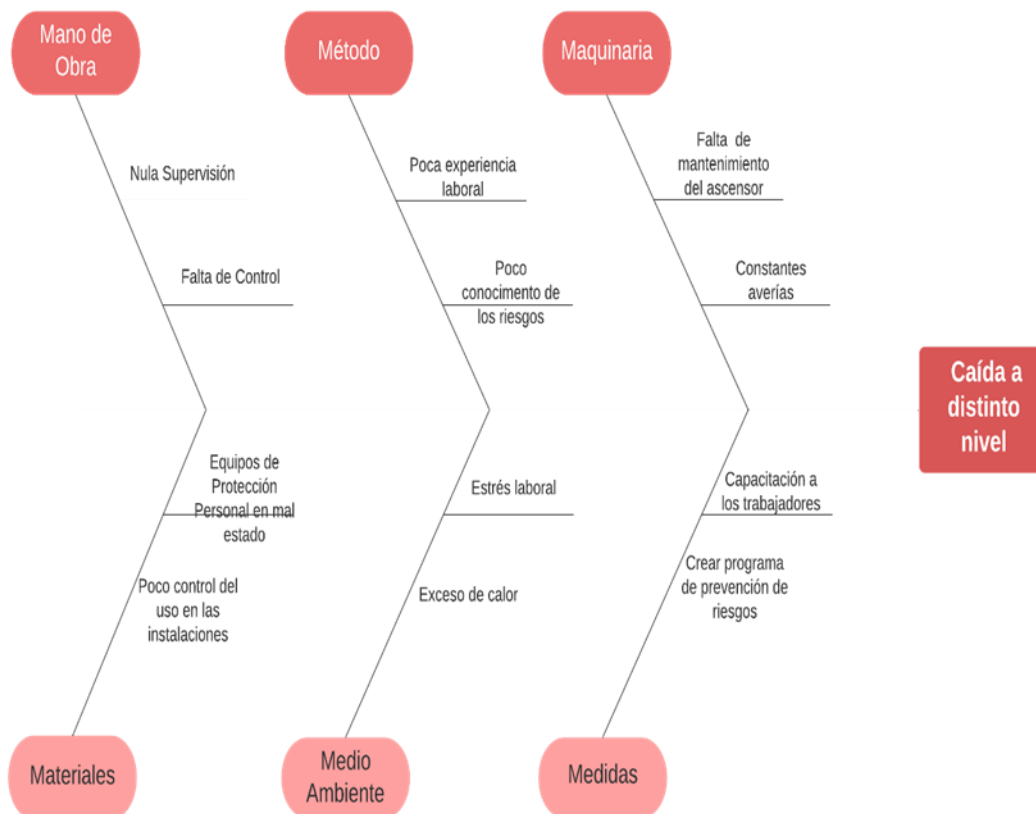 Mano de
Obra
Método
Maquinaria
Nula Supervisión
Poca experiencia
laboral
Falta de
mantenimiento
del ascensor
Falta de Control
Poco
conocimento de
los riesgos
Constantes
averías
Caída a
distinto
nivel
Equipos de
Protección
Personal en mal
estado
Estrés laboral
Capacitación a
los trabajadores
Poco control del
uso en las
instalaciones
Exceso de calor
Crear programa
de prevención de
riesgos
Materiales
Medio
Ambiente
Medidas